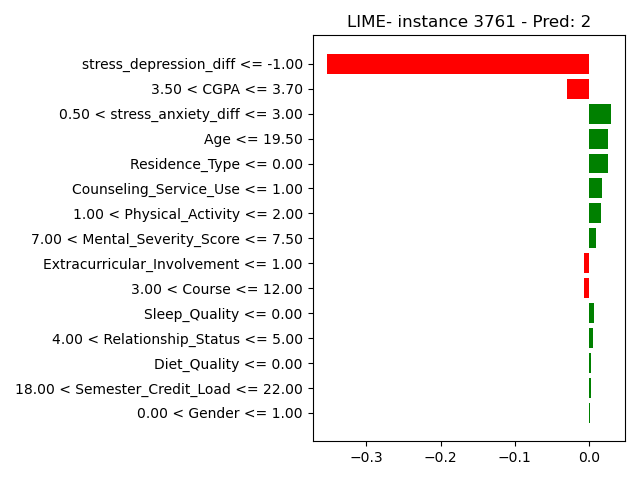 LIME- instance 3761 - Pred: 2
stress_depression_diff <= -1.00
3.50 < CGPA <= 3.70
0.50 < stress_anxiety_diff <= 3.00
Age <= 19.50
Residence_Type <= 0.00
Counseling_Service_Use <= 1.00
1.00 < Physical_Activity <= 2.00
7.00 < Mental_Severity_Score <= 7.50
Extracurricular_Involvement <= 1.00
3.00 < Course <= 12.00
Sleep_Quality <= 0.00
4.00 < Relationship_Status <= 5.00
Diet_Quality <= 0.00
18.00 < Semester_Credit_Load <= 22.00
0.00 < Gender <= 1.00
−0.3 −0.2 −0.1 0.0